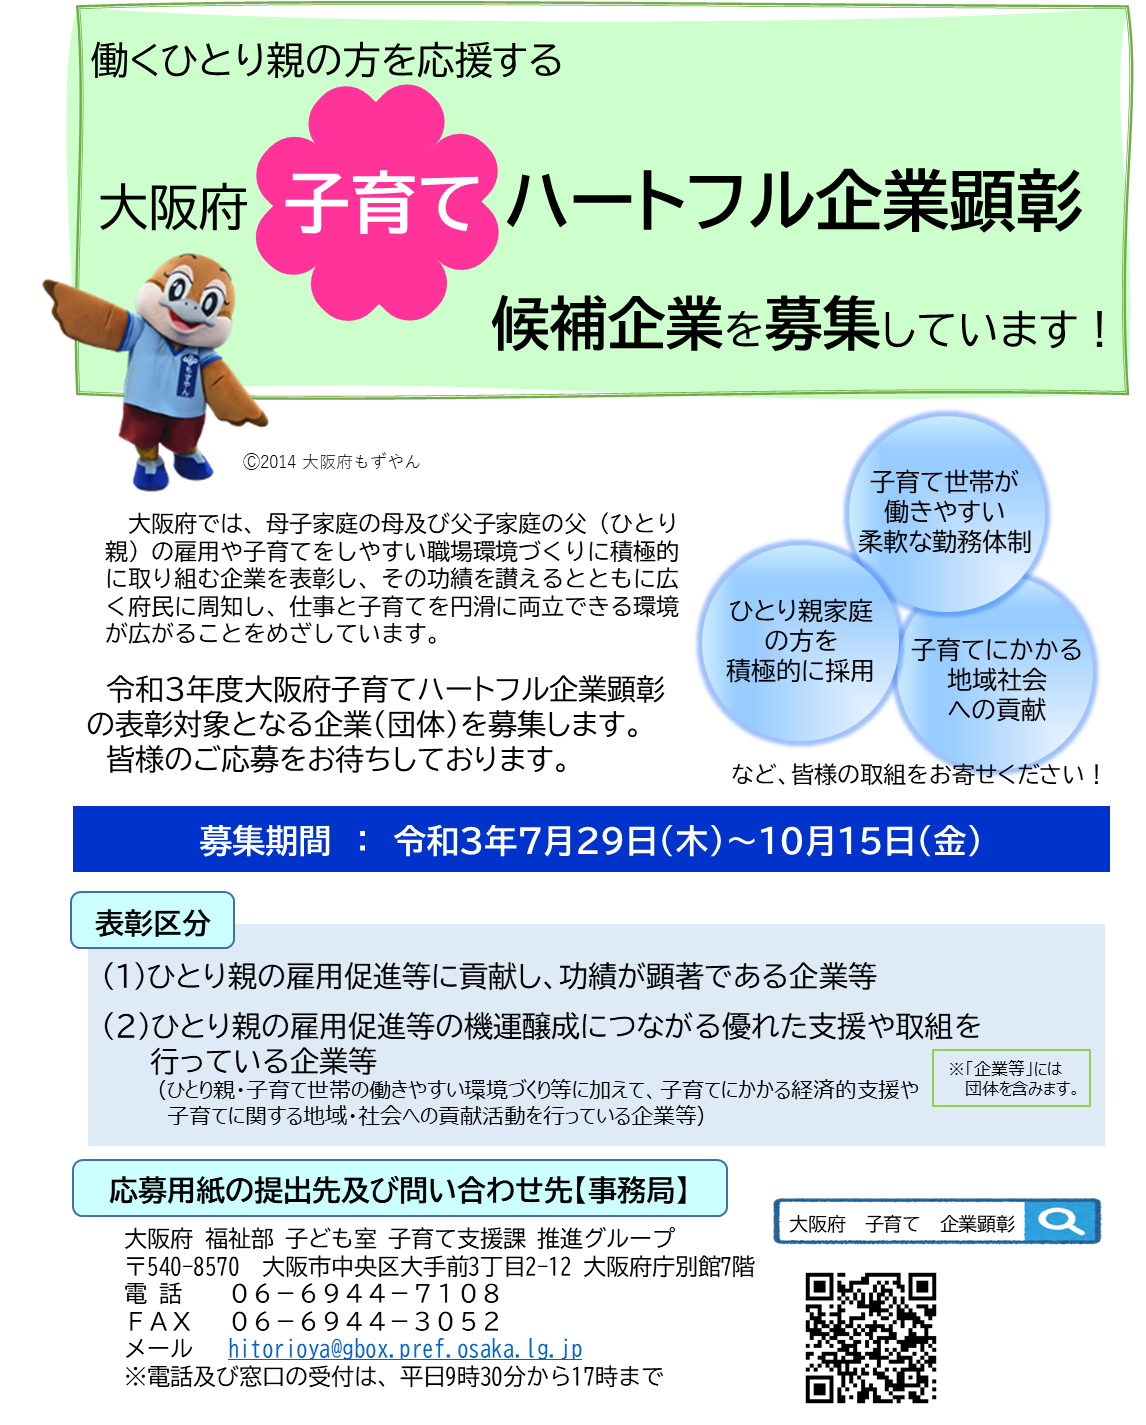 働くひとり親の方を応援する
大阪府 子育て ハートフル企業顕彰
候補企業を募集しています！
もずやん
Ⓒ2014 大阪府もずやん
大阪府では、母子家庭の母及び父子家庭の父（ひとり
親）の雇用や子育てをしやすい職場環境づくりに積極的
に取り組む企業を表彰し、その功績を讃えるとともに広
く府民に周知し、仕事と子育てを円滑に両立できる環境
が広がることをめざしています。
令和3年度大阪府子育てハートフル企業顕彰
の表彰対象となる企業（団体）を募集します。
皆様のご応募をお待ちしております。
子育て世帯が
働きやすい
柔軟な勤務体制
ひとり親家庭
の方を
積極的に採用
子育てにかかる
地域社会
への貢献
など、皆様の取組をお寄せください！
募集期間 ： 令和3年7月29日（木）～10月15日（金）
表彰区分
（1）ひとり親の雇用促進等に貢献し、功績が顕著である企業等
（2）ひとり親の雇用促進等の機運醸成につながる優れた支援や取組を
行っている企業等
（ひとり親・子育て世帯の働きやすい環境づくり等に加えて、子育てにかかる経済的支援や
子育てに関する地域・社会への貢献活動を行っている企業等）
※「企業等」には
団体を含みます。
応募用紙の提出先及び問い合わせ先【事務局】
大阪府 福祉部 子ども室 子育て支援課 推進グループ
〒540-8570 大阪市中央区大手前3丁目2-12 大阪府庁別館7階
電 話 ０６－６９４４－７１０８
ＦＡＸ ０６－６９４４－３０５２
メール hitorioya@gbox.pref.osaka.lg.jp
※電話及び窓口の受付は、平日9時30分から17時まで
大阪府 子育て 企業顕彰